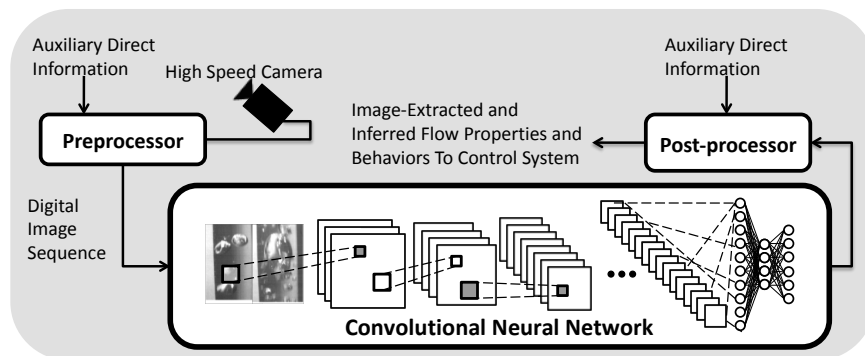 Auxiliary Direct
Information
High Speed Camera
Preprocessor
Image-Extracted and
Inferred Flow Properties and
Behaviors To Control System
Auxiliary Direct
Information
Post-processor
Digital
Image
Sequence
Convolutional Neural Network